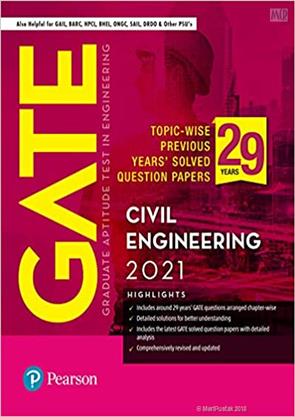 Also Helpful for GAIL, BARC, HPCL, BHEL, ONGC, SAIL, DRDO & Other PSU's
GATE
GRADUATE APTITUDE TEST IN ENGINEERING
TOPIC-WISE
PREVIOUS
YEARS' SOLVED
QUESTION PAPERS
29
YEARS
CIVIL
ENGINEERING
2021
HIGHLIGHTS
Includes around 29 years' GATE questions arranged chapter-wise
Detailed solutions for better understanding
Includes the latest GATE solved question papers with detailed
analysis
Comprehensively revised and updated
Pearson
© MeriPustak 2018